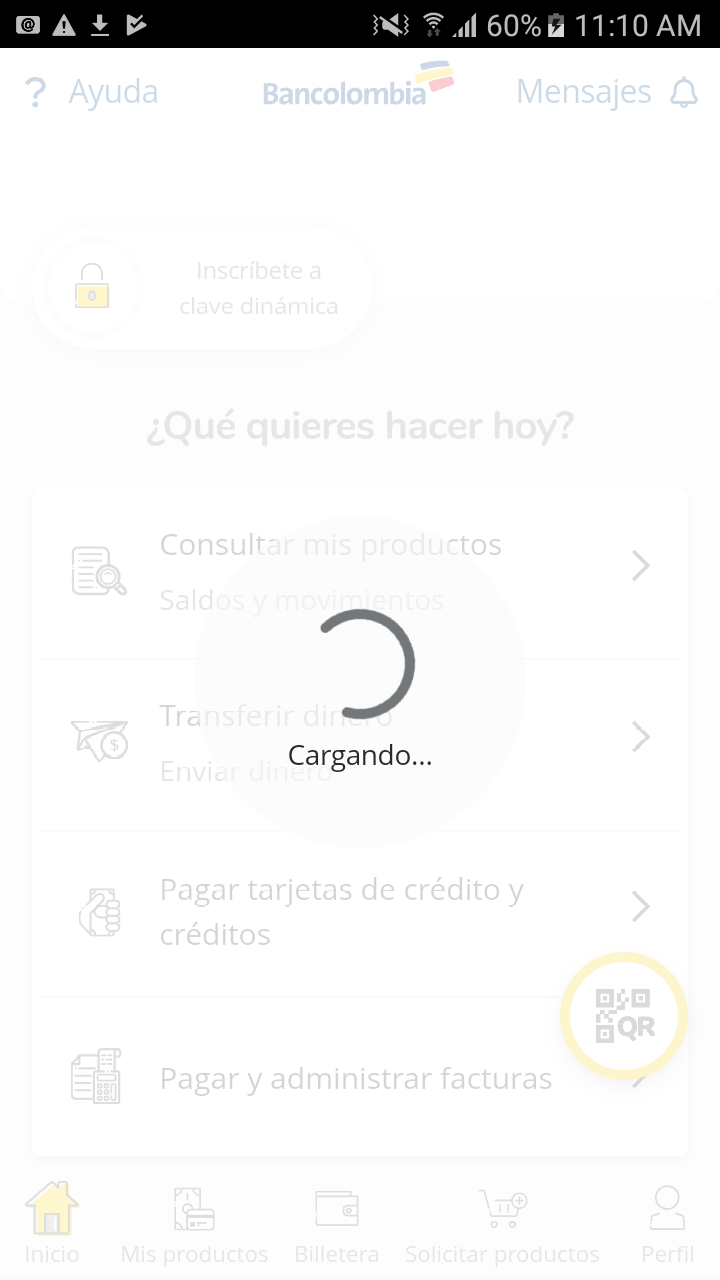 60% 11:10 AM
? Ayuda
Bancolombia
Mensajes
Inscríbete a
clave dinámica
¿Qué quieres hacer hoy?
Consultar mis productos
Saldos y movimientos
Transferir dinero
Enviar dinero
Cargando...
Pagar tarjetas de crédito y
créditos
QR
Pagar y administrar facturas
Inicio
Mis productos
Billetera
Solicitar productos
Perfil